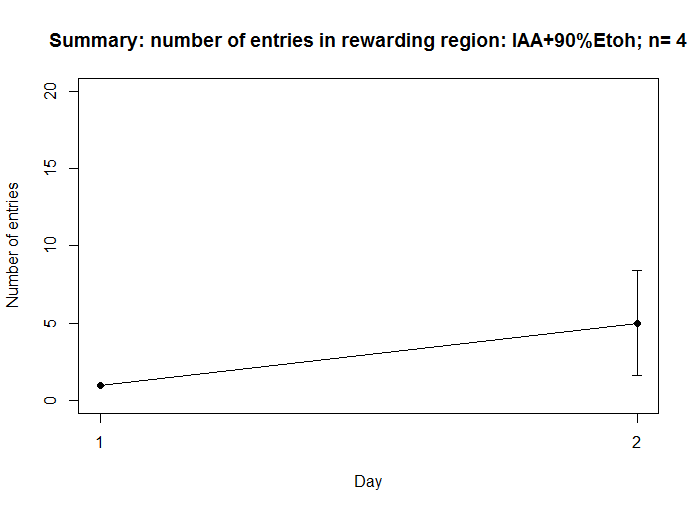 Summary: number of entries in rewarding region: IAA+90%Etoh; n= 4
Number of entries
20
15
10
5
0
1
2
Day